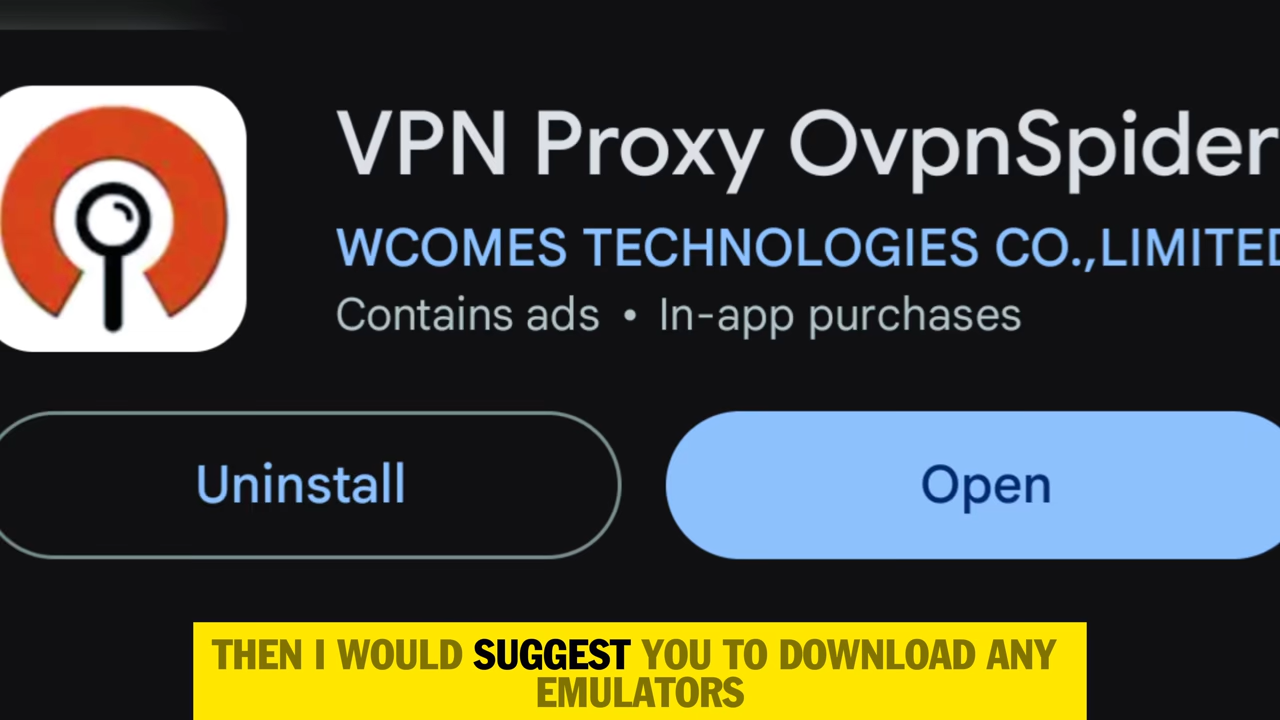 VPN Proxy OvpnSpider
WCOMES TECHNOLOGIES CO.,LIMITED
Contains ads • In-app purchases
Uninstall
Open
THEN I WOULD SUGGEST YOU TO DOWNLOAD ANY
EMULATORS